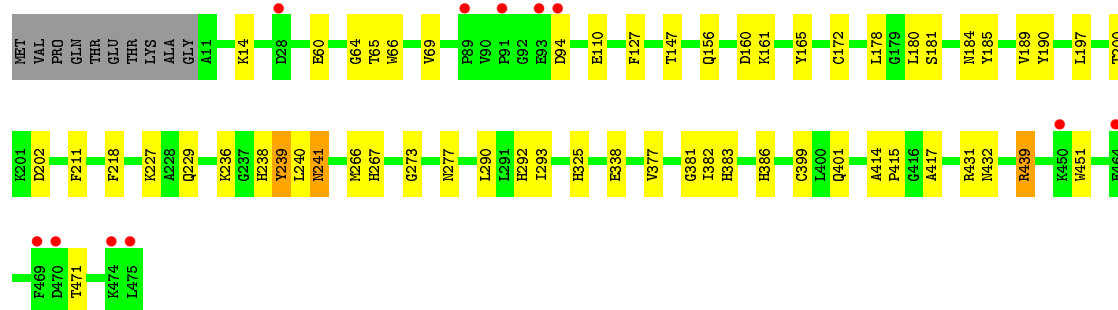 MET VAL PRO GLN THR GLU THR LYS ALA GLY A11 K14 D28 E60 G64 T65 W66 V69 P89 V90 P91 G92 E93 D94 E110 F127 T147 Q156 D160 K161 Y165 C172 L178 G179 L180 S181 N184 Y185 V189 Y190 L197 T200
K201 D202 F211 F218 K227 A228 Q229 K236 G237 H238 Y239 L240 N241 M266 H267 G273 N277 L290 L291 H292 I293 H325 E338 V377 G381 I382 H383 H386 C399 L400 Q401 A414 P415 G416 A417 R431 N432 R439 K450 W451 E464
F469 D470 T471 K474 L475